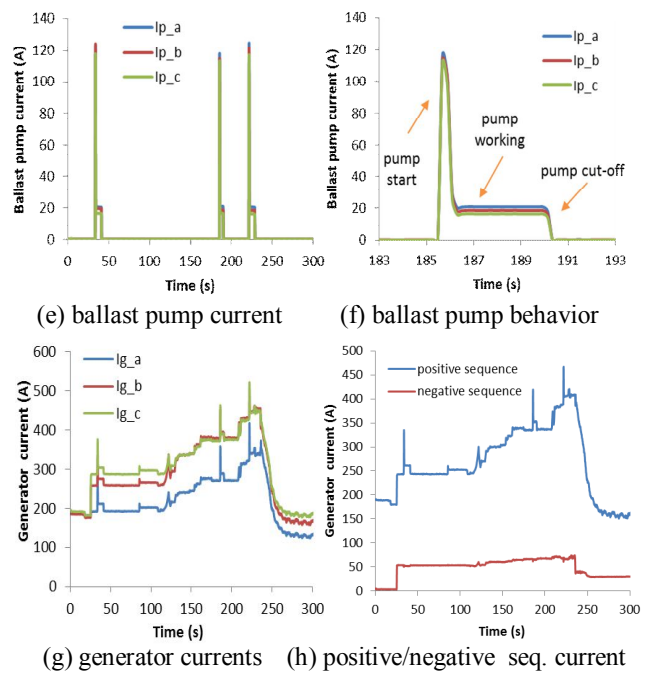 Ballast pump current (A)
140
120
100
80
60
40
20
0
0 50 100 150 200 250 300
Time (s)
Ip_a
Ip_b
Ip_c
(e) ballast pump current
Ballast pump current (A)
140
120
100
80
60
40
20
0
183 185 187 189 191 193
Time (s)
Ip_a
Ip_b
Ip_c
pump start
pump working
pump cut-off
(f) ballast pump behavior
Generator current (A)
600
500
400
300
200
100
0
0 50 100 150 200 250 300
Time (s)
Ig_a
Ig_b
Ig_c
(g) generator currents
Generator current (A)
500
450
400
350
300
250
200
150
100
50
0
0 50 100 150 200 250 300
Time (s)
positive sequence
negative sequence
(h) positive/negative seq. current